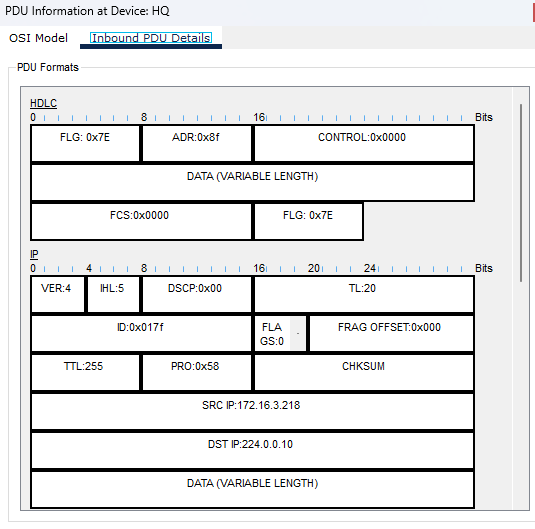 PDU Information at Device: HQ
OSI Model Inbound PDU Details
PDU Formats
HDLC
0 8 16 Bits
FLG: 0x7E ADR:0x8f CONTROL:0x0000
DATA (VARIABLE LENGTH)
FCS:0x0000 FLG: 0x7E
IP
0 4 8 16 20 24 Bits
VER:4 IHL:5 DSCP:0x00 TL:20
ID:0x017f FLA
GS:0 FRAG OFFSET:0x000
TTL:255 PRO:0x58 CHKSUM
SRC IP:172.16.3.218
DST IP:224.0.0.10
DATA (VARIABLE LENGTH)